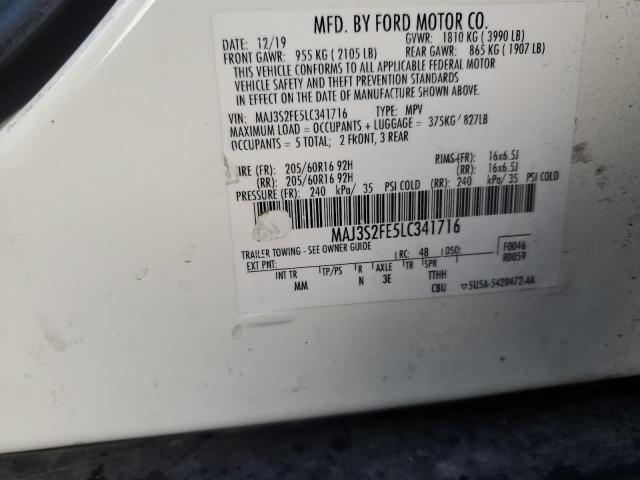 MFD. BY FORD MOTOR CO.
DATE: 12/19 GVWR: 1810 KG ( 3990 LB)
FRONT GAWR: 955 KG ( 2105 LB) REAR GAWR: 865 KG ( 1907 LB)
THIS VEHICLE CONFORMS TO ALL APPLICABLE FEDERAL MOTOR
VEHICLE SAFETY AND THEFT PREVENTION STANDARDS
IN EFFECT ON THE DATE OF MANUFACTURE SHOWN ABOVE.
VIN: MAJ3S2FE5LC341716 TYPE: MPV
MAXIMUM LOAD = OCCUPANTS + LUGGAGE = 375KG/ 827LB
OCCUPANTS = 5 TOTAL; 2 FRONT, 3 REAR
IRE (FR): 205/60R16 92H RIMS(FR): 16x6.5J
(RR): 205/60R16 92H (RR): 16x6.5J
PRESSURE (FR): 240 kPa/ 35 PSI COLD (RR): 240 kPa/ 35 PSI COLD
MAJ3S2FE5LC341716
TRAILER TOWING - SEE OWNER GUIDE F0046
EXT PNT: RC: 48 DSO: R0059
INT TR TP/PS R AXLE TR SPR TTHH
MM N 3E CBU 5U5A-5420472-AA